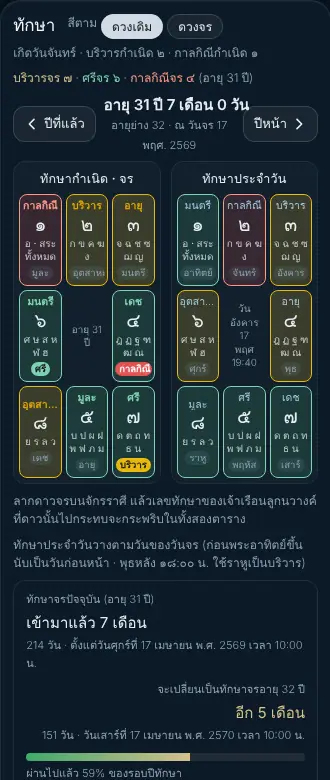 ทักษา สีตาม ดวงเดิม ดวงจร
เกิดวันจันทร์ · บริวารกำเนิด ๒ · กาลกิณีกำเนิด ๑
บริวารจร ๗ · ศรีจร ๖ · กาลกิณีจร ๔ (อายุ 31 ปี)
ปีที่แล้ว
อายุ 31 ปี 7 เดือน 0 วัน
อายุย่าง 32 · ณ วันจร 17
พฤศ. 2569
ปีหน้า
ทักษากำเนิด · จร
กาลกิณี บริวาร อายุ
๑ ๒ ๓
อ · สระ ก ข ค ฆ จ ฉ ช ซ
ทั้งหมด ง ฌ ญ
มูละ อุตสาหะ มนตรี
มนตรี เดช
๖ อายุ 31 ๔
ศ ษ ส ห ปี ฎ ฏ ฐ ฑ
ฬ ฮ ฒ ณ
ศรี กาลกิณี
อุตสา... มูละ ศรี
๘ ๕ ๗
ย ร ล ว บ ป ผ ฝ ด ต ถ ท
พ ฟ ภ ม ธ น
เดช อายุ บริวาร
ทักษาประจำวัน
มนตรี กาลกิณี บริวาร
๑ ๒ ๓
อ · สระ ก ข ค ฆ จ ฉ ช ซ
ทั้งหมด ง ฌ ญ
อาทิตย์ จันทร์ อังคาร
อุตสา... วัน อายุ
๖ อังคาร ๔
ศ ษ ส ห 17 ฎ ฏ ฐ ฑ
ฬ ฮ พฤศ ฒ ณ
ศุกร์ 19:40 พุธ
มูละ ศรี เดช
๘ ๕ ๗
ย ร ล ว บ ป ผ ฝ ด ต ถ ท
พ ฟ ภ ม ธ น
ราหู พฤหัส เสาร์
ลากดาวจรบนจักรราศี แล้วเลขทักษาของเจ้าเรือนลูกนวางค์
ที่ดาวนั้นไปกระทบจะกระพริบในทั้งสองตาราง
ทักษาประจำวันวางตามวันของวันจร (ก่อนพระอาทิตย์ขึ้น
นับเป็นวันก่อนหน้า · พุธหลัง ๑๘:๐๐ น. ใช้ราหูเป็นบริวาร)
ทักษาจรปัจจุบัน (อายุ 31 ปี)
เข้ามาแล้ว 7 เดือน
214 วัน · ตั้งแต่วันศุกร์ที่ 17 เมษายน พ.ศ. 2569 เวลา 10:00
น.
จะเปลี่ยนเป็นทักษาจรอายุ 32 ปี
อีก 5 เดือน
151 วัน · วันเสาร์ที่ 17 เมษายน พ.ศ. 2570 เวลา 10:00 น.
ผ่านไปแล้ว 59% ของรอบปีทักษา